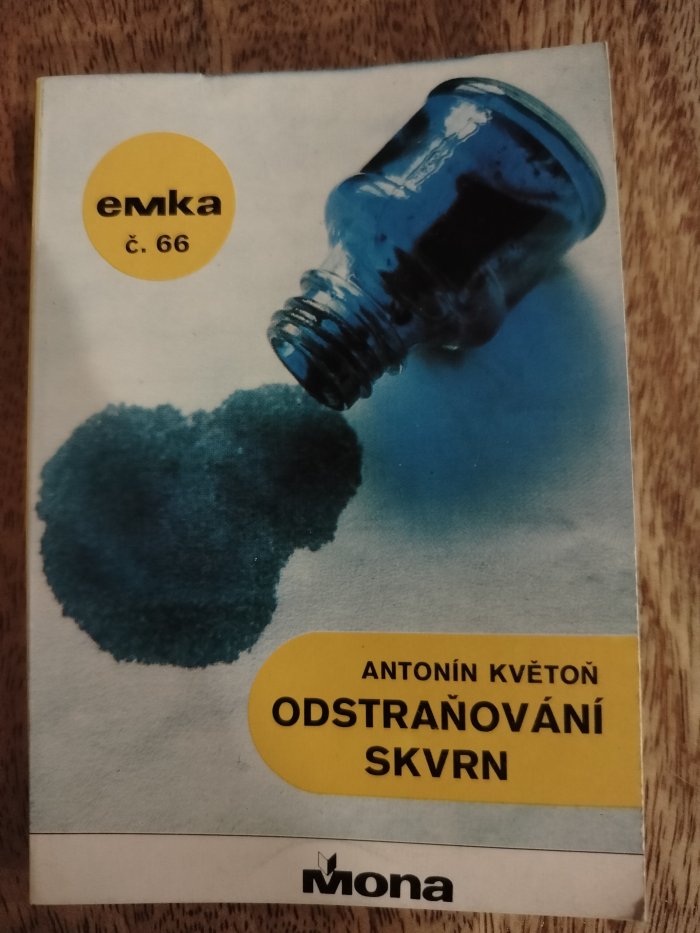 emka
č. 66
ANTONÍN KVĚTOŇ
ODSTRAŇOVÁNÍ
SKVRN
Mona